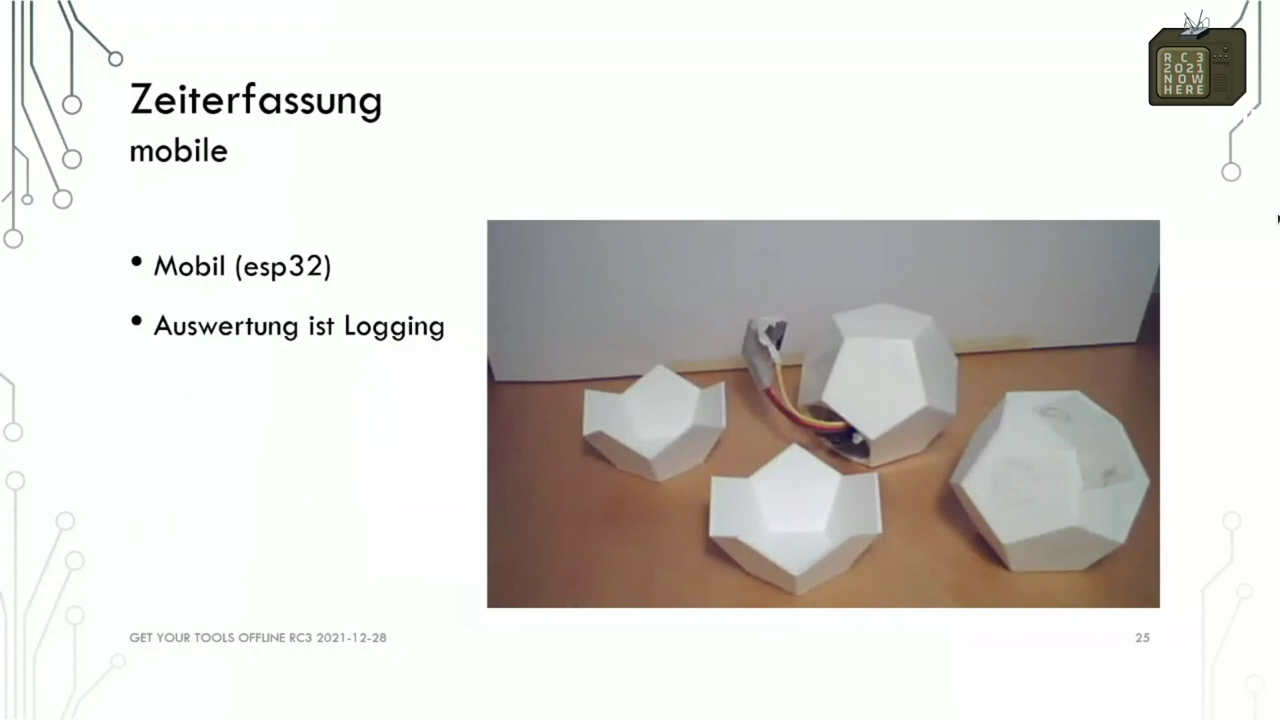 RC3
2021
NOW
HERE
Zeiterfassung
mobile
• Mobil (esp32)
• Auswertung ist Logging
GET YOUR TOOLS OFFLINE RC3 2021-12-28
25